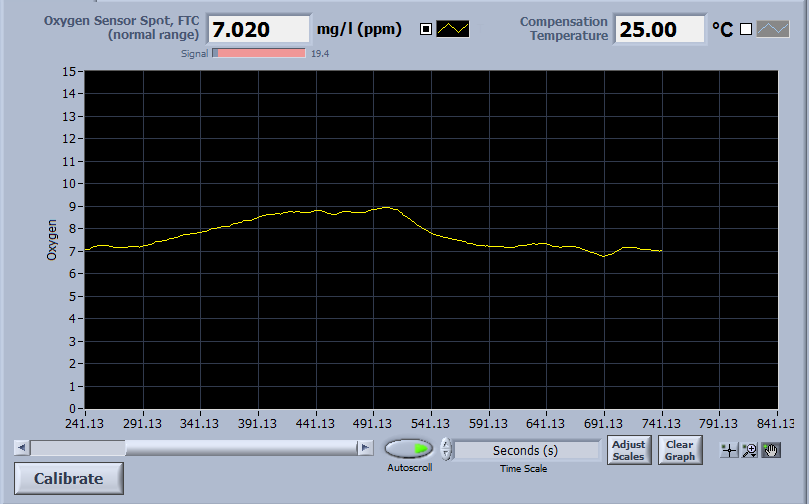 Oxygen Sensor Spot, FTC
(normal range)
7.020
mg/l (ppm)
Compensation
Temperature
25.00
°C
Signal
19.4
15
14
13
12
11
10
9
8
7
6
5
4
3
2
1
0
Oxygen
241.13 291.13 341.13 391.13 441.13 491.13 541.13 591.13 641.13 691.13 741.13 791.13 841.13
Autoscroll
Seconds (s)
Time Scale
Adjust
Scales
Clear
Graph
Calibrate